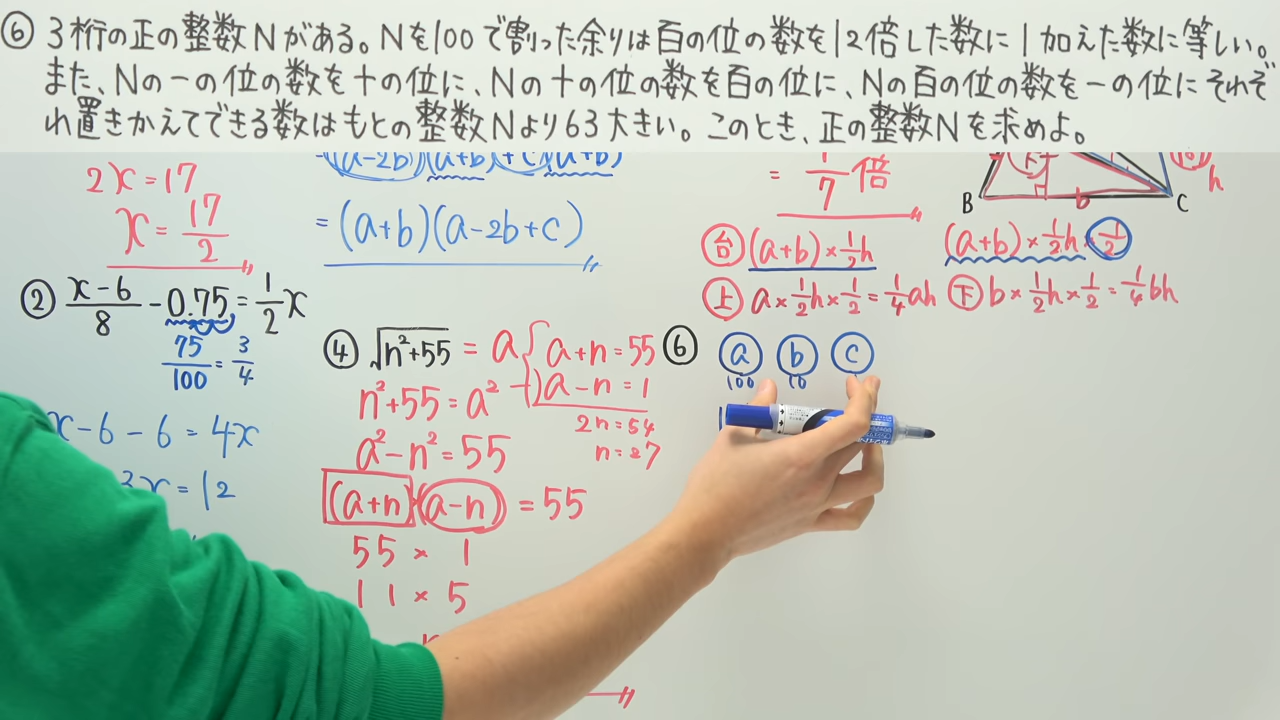 ⑥ 3桁の正の整数Nがある。Nを100で割った余りは百の位の数を12倍した数に1加えた数に等しい。
また、Nの一の位の数を十の位に、Nの十の位の数を百の位に、Nの百の位の数を一の位にそれぞ
れ置きかえてできる数はもとの整数Nより63大きい。このとき、正の整数Nを求めよ。
2x=17
x=17/2
② x-6/8 - 0.75 = 1/2 x
75/100 = 3/4
x-6-6=4x
3x=12
(a-2b)(a+b)+c(a+b)
=(a+b)(a-2b+c)
④ √n²+55 = a
n²+55=a²
a²-n²=55
(a+n)(a-n)=55
55×1
11×5
a+n=55
-)a-n=1
2n=54
n=27
= 1/7 倍
B b C
h
台 (a+b)×1/2h
(a+b)×1/2h×1/2
上 a×1/2h×1/2=1/4ah
下 b×1/2h×1/2=1/4bh
⑥ a b c
100 10